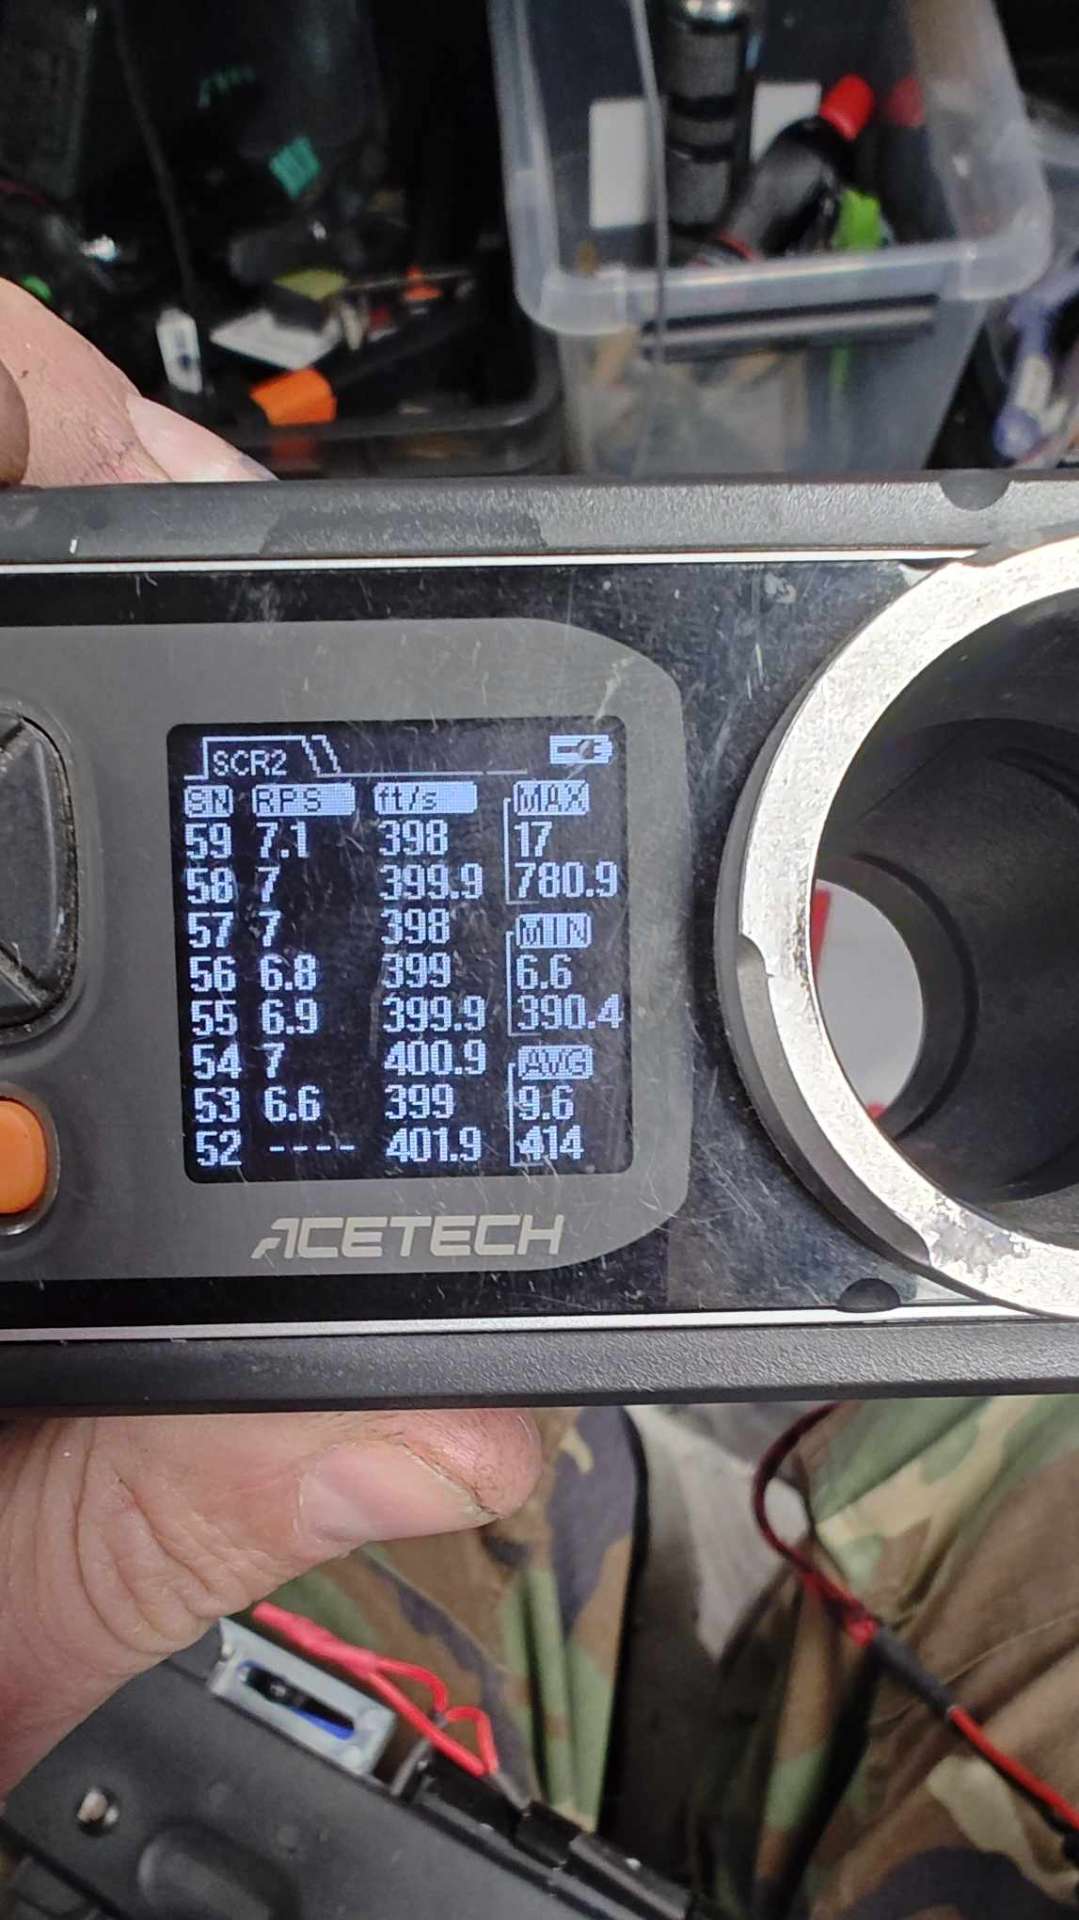 SCR2
SN RPS ft/s MAX
59 7.1 398 17
58 7 399.9 780.9
57 7 398 MIN
56 6.8 399 6.6
55 6.9 399.9 390.4
54 7 400.9 AVG
53 6.6 399 9.6
52 ---- 401.9 414
ACETECH